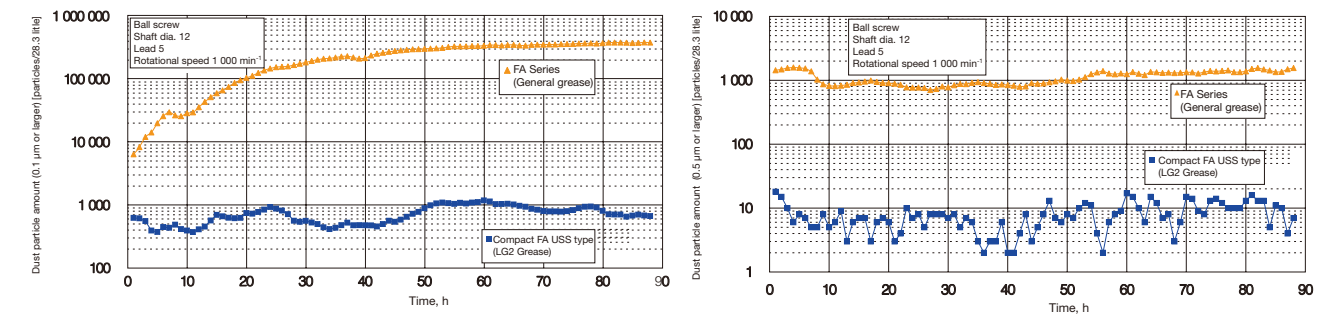 Dust particle amount (0.1 µm or larger) [particles/28.3 litle]
1 000 000
100 000
10 000
1 000
100
Ball screw
Shaft dia. 12
Lead 5
Rotational speed 1 000 min-1
FA Series
(General grease)
Compact FA USS type
(LG2 Grease)
0 10 20 30 40 50 60 70 80 90
Time, h
Dust particle amount (0.5 µm or larger) [particles/28.3 litle]
10 000
1 000
100
10
1
Ball screw
Shaft dia. 12
Lead 5
Rotational speed 1 000 min-1
FA Series
(General grease)
Compact FA USS type
(LG2 Grease)
0 10 20 30 40 50 60 70 80 90
Time, h